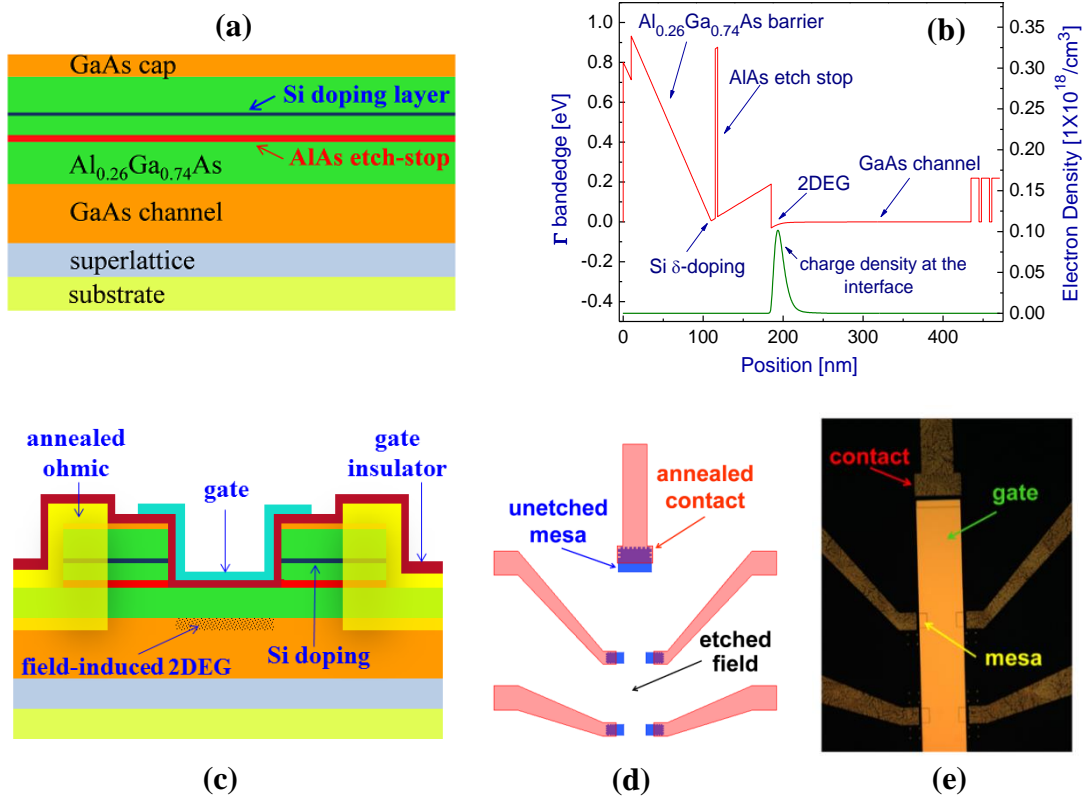 (a)
GaAs cap
Si doping layer
AlAs etch-stop
Al0.26Ga0.74As
GaAs channel
superlattice
substrate
(b)
Al0.26Ga0.74As barrier
AlAs etch stop
GaAs channel
2DEG
Si δ-doping
charge density at the
interface
Γ bandedge [eV]
1.0
0.8
0.6
0.4
0.2
0.0
-0.2
-0.4
0
100
200
300
400
Position [nm]
0.35
0.30
0.25
0.20
0.15
0.10
0.05
0.00
Electron Density [1X10^18/cm^3]
annealed
ohmic
gate
gate
insulator
field-induced 2DEG
Si doping
(c)
unetched
mesa
annealed
contact
etched
field
(d)
contact
gate
mesa
(e)